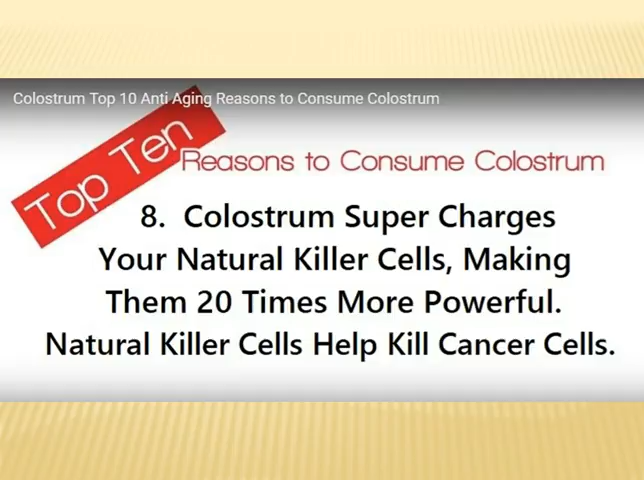 Colostrum Top 10 Anti Aging Reasons to Consume Colostrum
Top Ten
Reasons to Consume Colostrum
8. Colostrum Super Charges
Your Natural Killer Cells, Making
Them 20 Times More Powerful.
Natural Killer Cells Help Kill Cancer Cells.